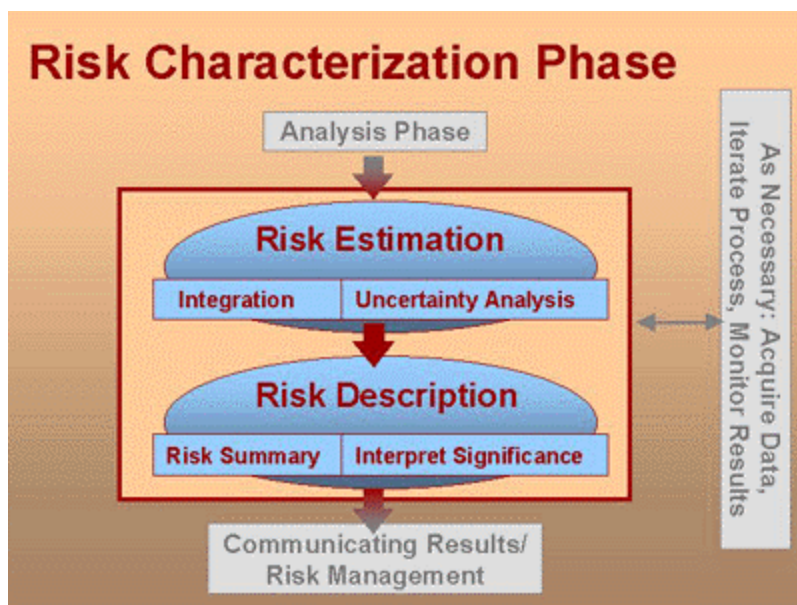 Risk Characterization Phase
Analysis Phase
Risk Estimation
Integration
Uncertainty Analysis
Risk Description
Risk Summary
Interpret Significance
Communicating Results/
Risk Management
As Necessary: Acquire Data,
Iterate Process, Monitor Results